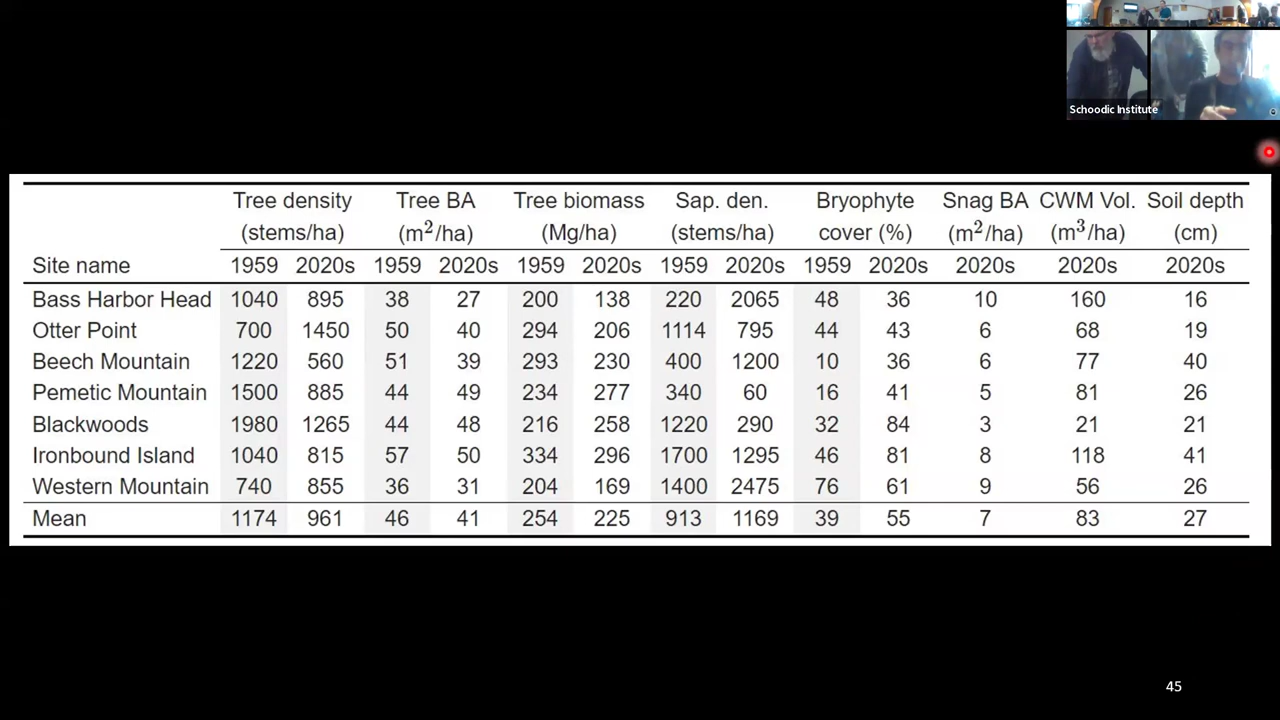 Schoodic Institute
Tree density Tree BA Tree biomass Sap. den. Bryophyte Snag BA CWM Vol. Soil depth
(stems/ha) (m²/ha) (Mg/ha) (stems/ha) cover (%) (m²/ha) (m³/ha) (cm)
Site name 1959 2020s 1959 2020s 1959 2020s 1959 2020s 1959 2020s 2020s 2020s 2020s
Bass Harbor Head 1040 895 38 27 200 138 220 2065 48 36 10 160 16
Otter Point 700 1450 50 40 294 206 1114 795 44 43 6 68 19
Beech Mountain 1220 560 51 39 293 230 400 1200 10 36 6 77 40
Pemetic Mountain 1500 885 44 49 234 277 340 60 16 41 5 81 26
Blackwoods 1980 1265 44 48 216 258 1220 290 32 84 3 21 21
Ironbound Island 1040 815 57 50 334 296 1700 1295 46 81 8 118 41
Western Mountain 740 855 36 31 204 169 1400 2475 76 61 9 56 26
Mean 1174 961 46 41 254 225 913 1169 39 55 7 83 27
45